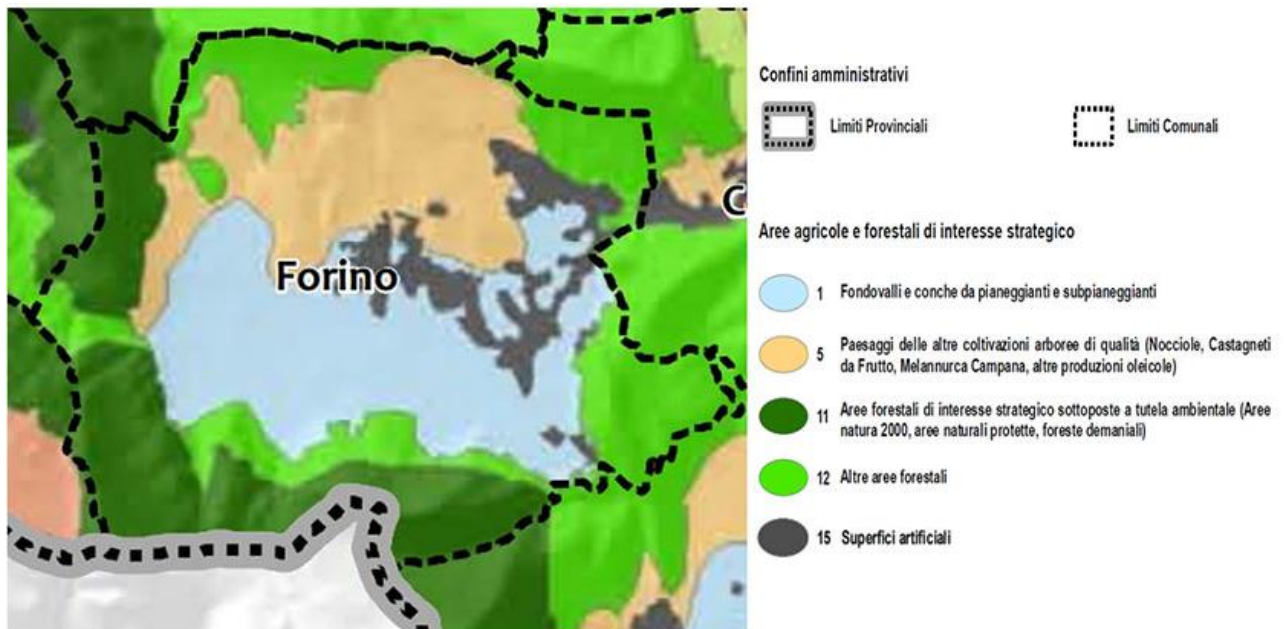 Forino
C
Confini amministrativi
Limiti Provinciali
Limiti Comunali
Aree agricole e forestali di interesse strategico
1 Fondovalli e conche da pianeggianti e subpianeggianti
5 Paesaggi delle altre coltivazioni arboree di qualità (Nocciole, Castagneti
da Frutto, Melannurca Campana, altre produzioni oleicole)
11 Aree forestali di interesse strategico sottoposte a tutela ambientale (Aree
natura 2000, aree naturali protette, foreste demaniali)
12 Altre aree forestali
15 Superfici artificiali